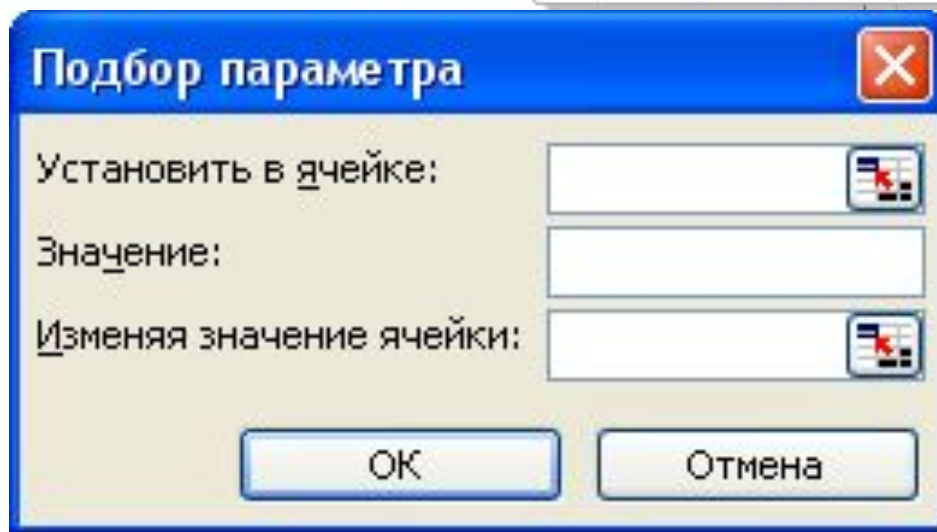 Подбор параметра
Установить в ячейке:
Значение:
Изменяя значение ячейки:
ОК
Отмена